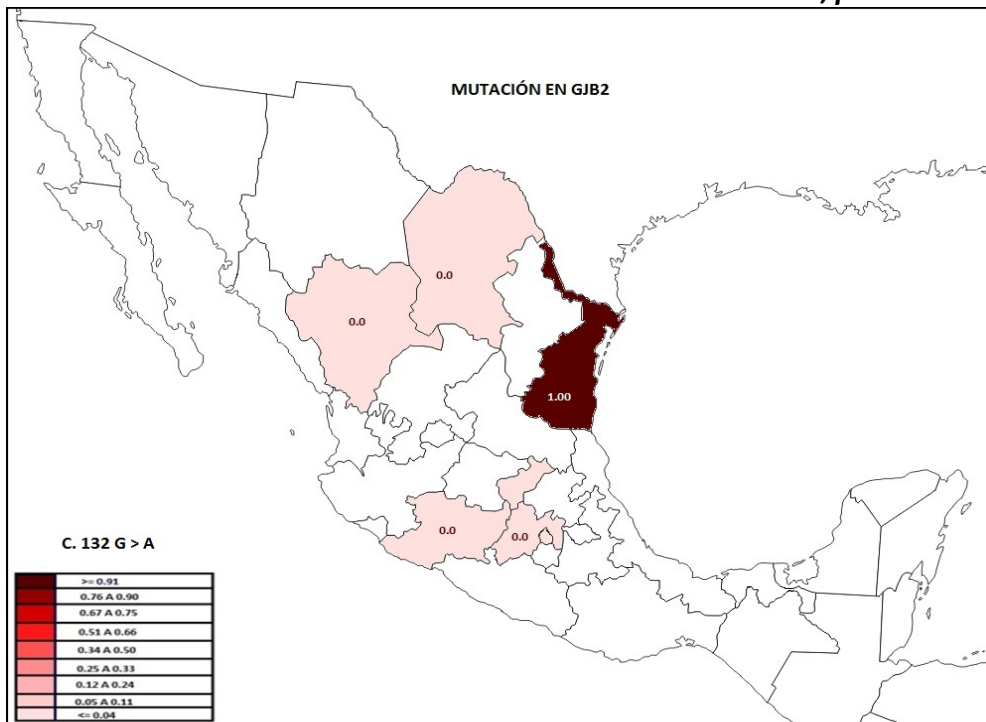 MUTACIÓN EN GJB2
0.0
0.0
1.00
0.0
0.0
C. 132 G > A
>= 0.91
0.76 A 0.90
0.67 A 0.75
0.51 A 0.66
0.34 A 0.50
0.25 A 0.33
0.12 A 0.24
0.05 A 0.11
<= 0.04